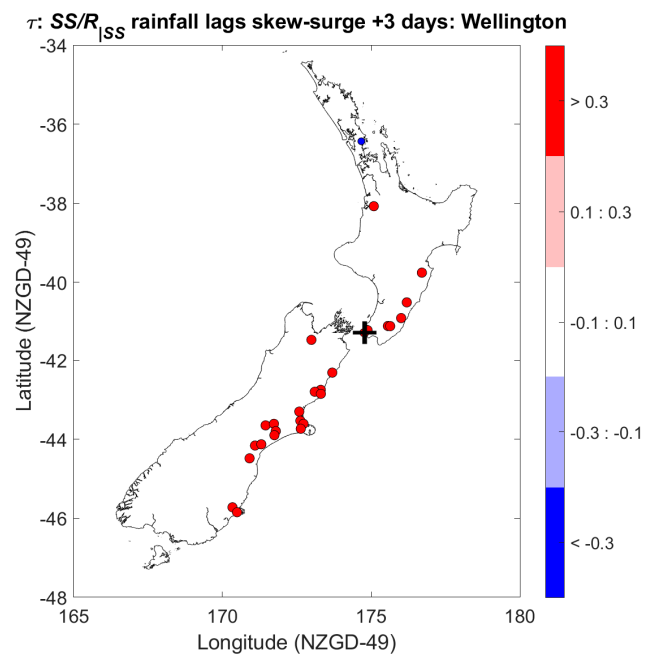 τ: SS/R|SS rainfall lags skew-surge +3 days: Wellington
-34
-36
-38
-40
-42
-44
-46
-48
Latitude (NZGD-49)
165
170
175
180
Longitude (NZGD-49)
> 0.3
0.1 : 0.3
-0.1 : 0.1
-0.3 : -0.1
< -0.3